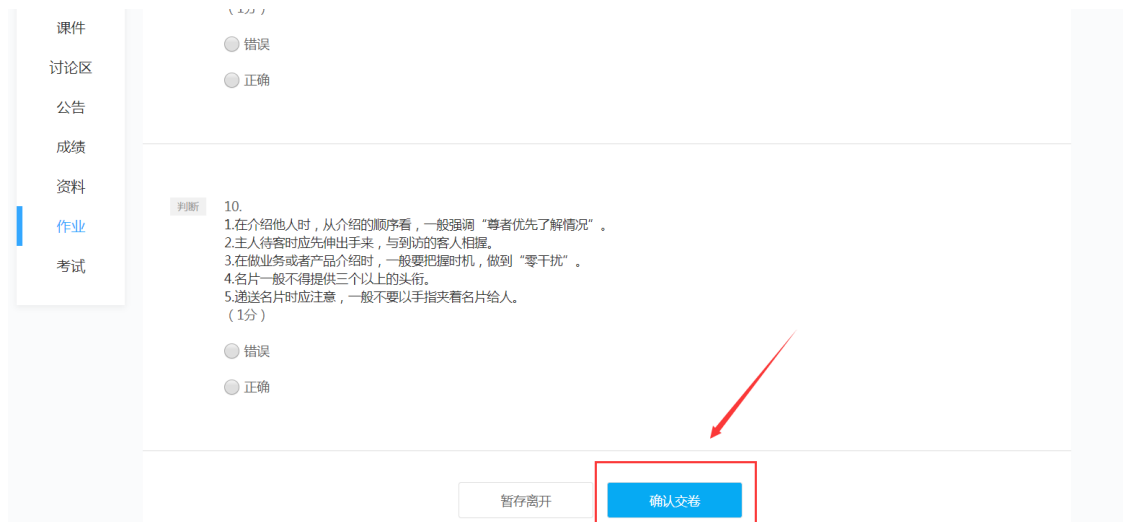 课件
讨论区
公告
成绩
资料
作业
考试
（1分）
错误
正确
判断
10.
1.在介绍他人时，从介绍的顺序看，一般强调“尊者优先了解情况”。
2.主人待客时应先伸出手来，与到访的客人相握。
3.在做业务或者产品介绍时，一般要把握时机，做到“零干扰”。
4.名片一般不得提供三个以上的头衔。
5.递送名片时应注意，一般不要以手指夹着名片给人。
（1分）
错误
正确
暂存离开
确认交卷